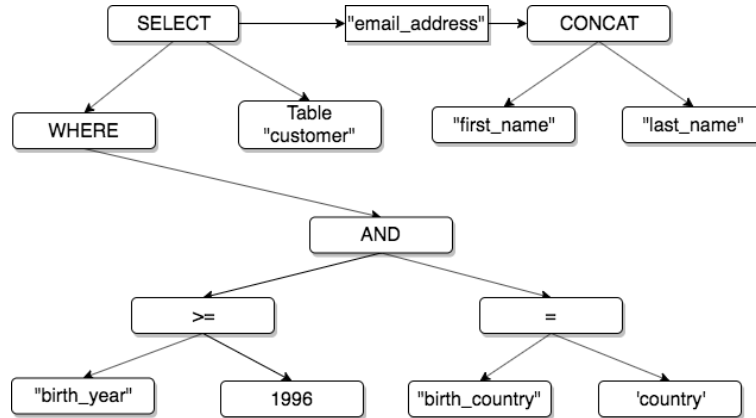 SELECT
"email_address"
CONCAT
WHERE
Table
"customer"
"first_name"
"last_name"
AND
>=
=
"birth_year"
1996
"birth_country"
'country'